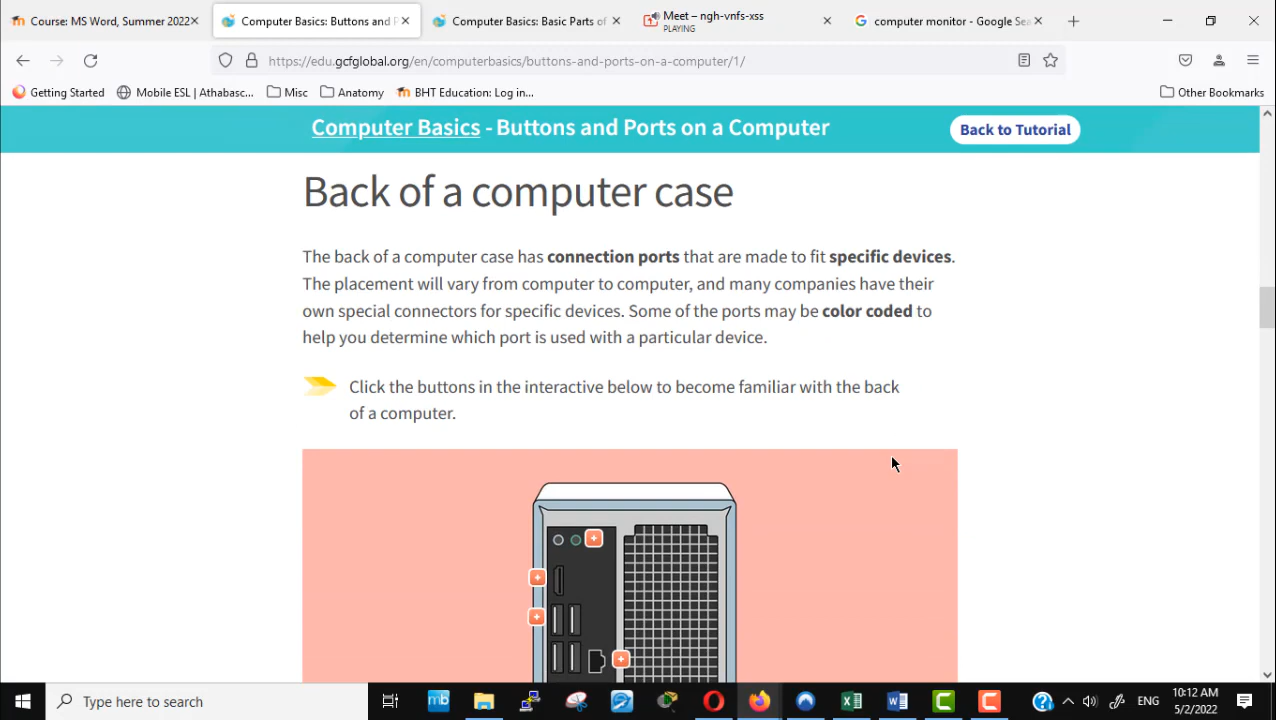 Course: MS Word, Summer 2022
Computer Basics: Buttons and P
Computer Basics: Basic Parts of
Meet – ngh-vnfs-xss
PLAYING
computer monitor - Google Sea
https://edu.gcfglobal.org/en/computerbasics/buttons-and-ports-on-a-computer/1/
Getting Started
Mobile ESL | Athabasc...
Misc
Anatomy
BHT Education: Log in...
Other Bookmarks
Computer Basics - Buttons and Ports on a Computer
Back to Tutorial
Back of a computer case
The back of a computer case has connection ports that are made to fit specific devices.
The placement will vary from computer to computer, and many companies have their
own special connectors for specific devices. Some of the ports may be color coded to
help you determine which port is used with a particular device.
Click the buttons in the interactive below to become familiar with the back
of a computer.
Type here to search
mb
ENG
10:12 AM
5/2/2022